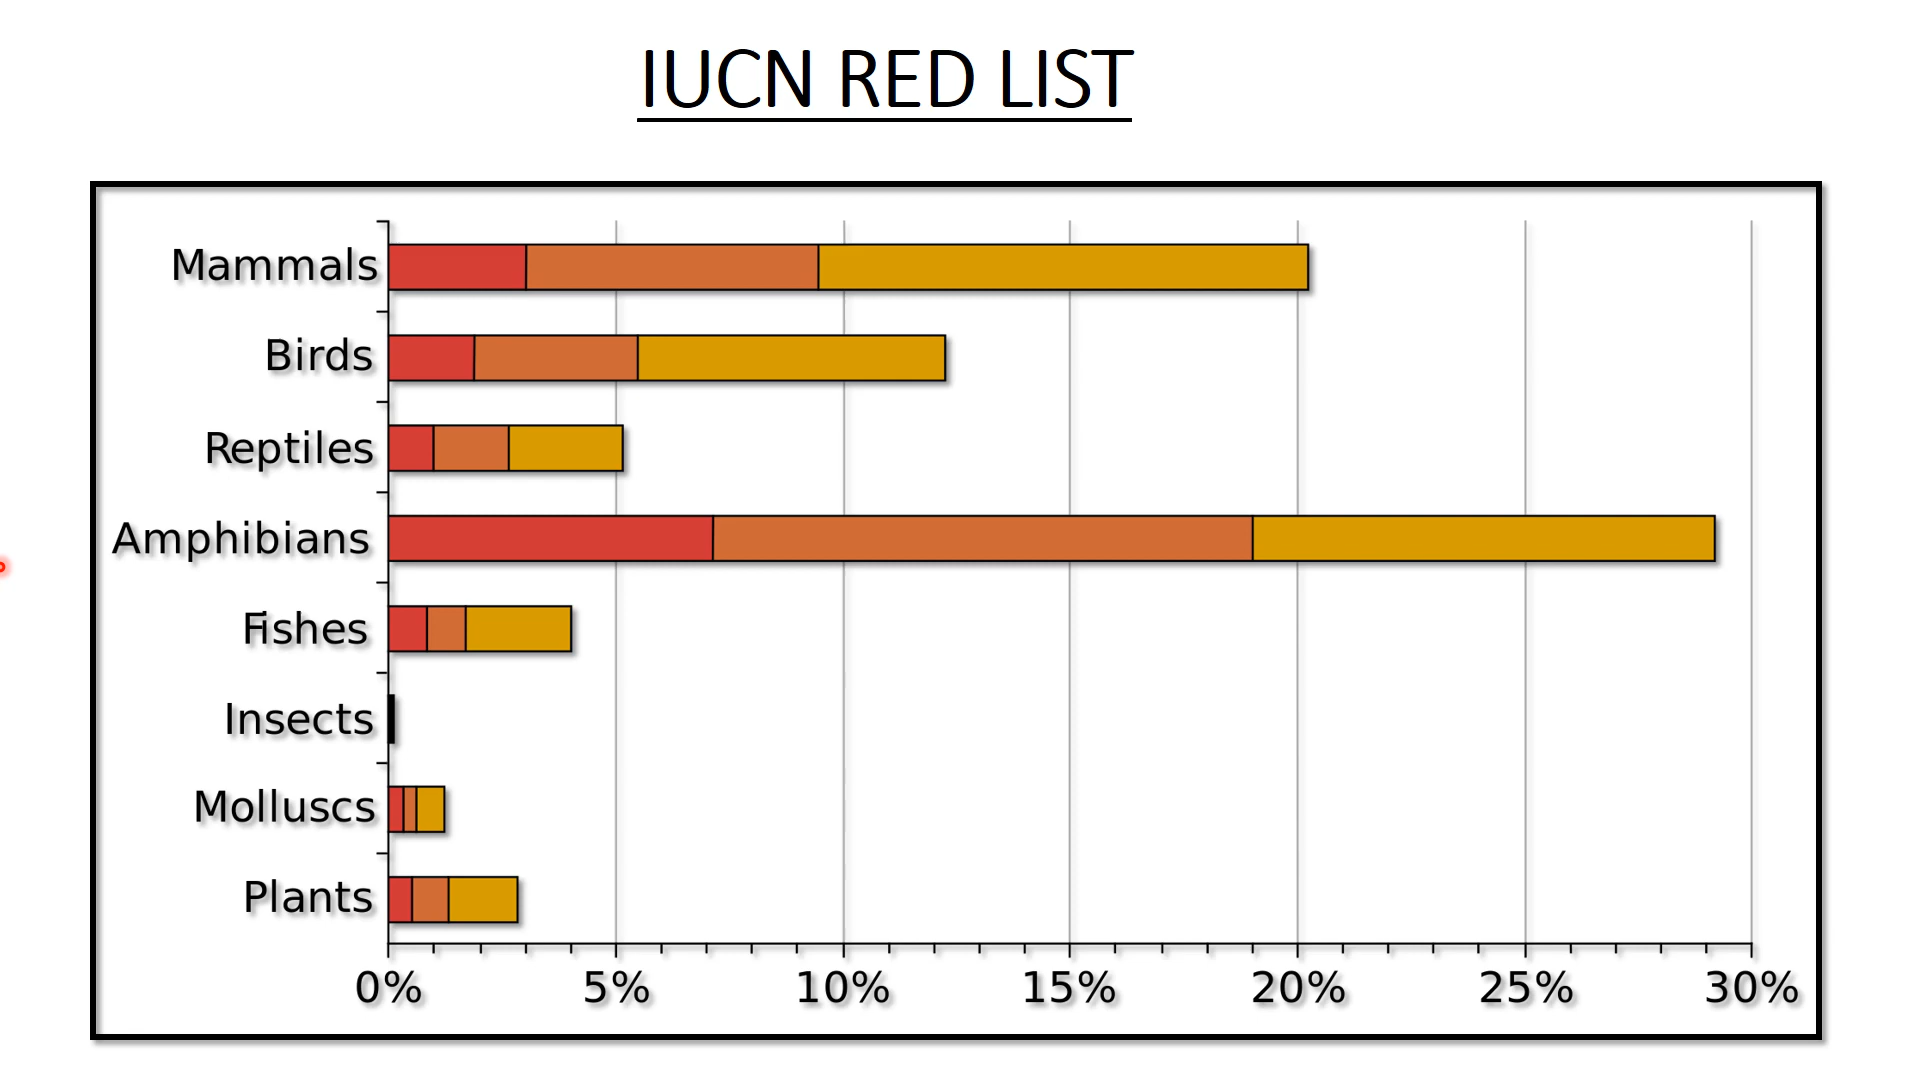 IUCN RED LIST
Mammals
Birds
Reptiles
Amphibians
Fishes
Insects
Molluscs
Plants
0% 5% 10% 15% 20% 25% 30%